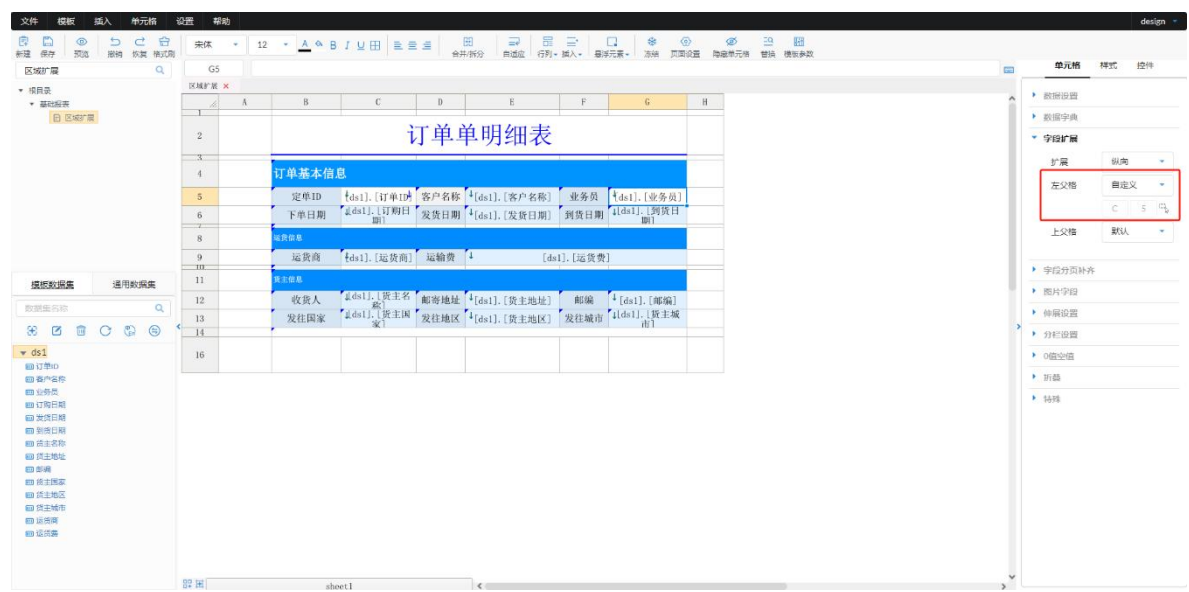 文件 模板 插入 单元格 设置 帮助 design
新建 保存 预览 撤销 恢复 格式刷 宋体 12 A B I U 合并/拆分 自适应 行列 插入 悬浮元素 冻结 页面设置 隐藏单元格 替换 模板参数
区域扩展 G5 单元格 样式 控件
区域扩展
根目录
基础报表
区域扩展
A B C D E F G H
1
2 订单单明细表
3
4 订单基本信息
5 定单ID [ds1].[订单ID] 客户名称 [ds1].[客户名称] 业务员 [ds1].[业务员]
6 下单日期 [ds1].[订购日期] 发货日期 [ds1].[发货日期] 到货日期 [ds1].[到货日期]
7
8 运货信息
9 运货商 [ds1].[运货商] 运输费 [ds1].[运货费]
10
11 货主信息
12 收货人 [ds1].[货主名称] 邮寄地址 [ds1].[货主地址] 邮编 [ds1].[邮编]
13 发往国家 [ds1].[货主国家] 发往地区 [ds1].[货主地区] 发往城市 [ds1].[货主城市]
14
16
模板数据集 通用数据集
数据集名称
ds1
订单ID
客户名称
业务员
订购日期
发货日期
到货日期
货主名称
货主地址
邮编
货主国家
货主地区
货主城市
运货商
运货费
数据设置
数据字典
字段扩展
扩展 纵向
左父格 自定义
C 5
上父格 默认
字段分页补齐
图片字段
伸展设置
分栏设置
0值空值
折叠
特殊
sheet1